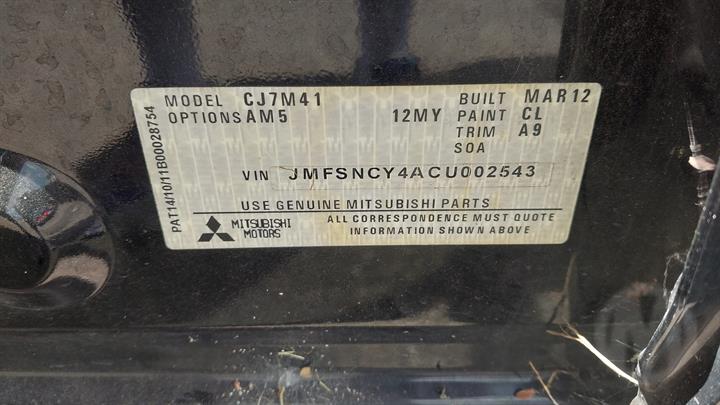 MODEL CJ7M41 BUILT MAR12
OPTIONS AM5 12MY PAINT CL
TRIM A9
SOA
VIN JMFSNCY4ACU002543
USE GENUINE MITSUBISHI PARTS
MITSUBISHI MOTORS
ALL CORRESPONDENCE MUST QUOTE
INFORMATION SHOWN ABOVE
PAT14/10/11B00028754